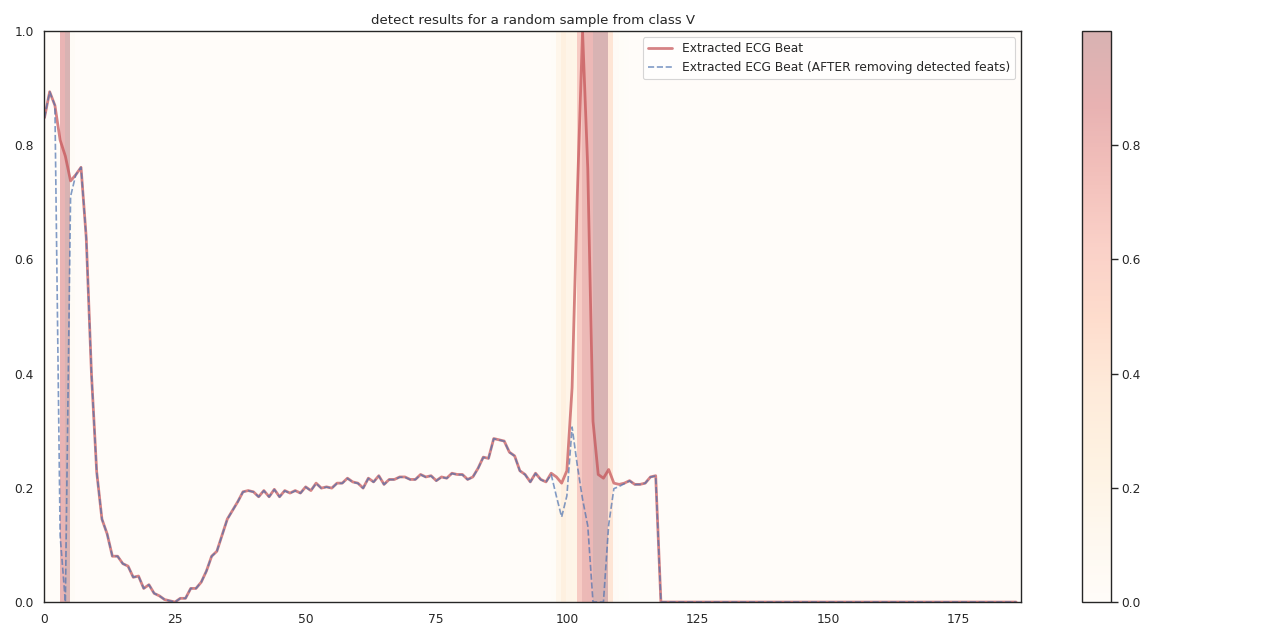 detect results for a random sample from class V
Extracted ECG Beat
Extracted ECG Beat (AFTER removing detected feats)
1.0
0.8
0.6
0.4
0.2
0.0
0 25 50 75 100 125 150 175
0.8
0.6
0.4
0.2
0.0